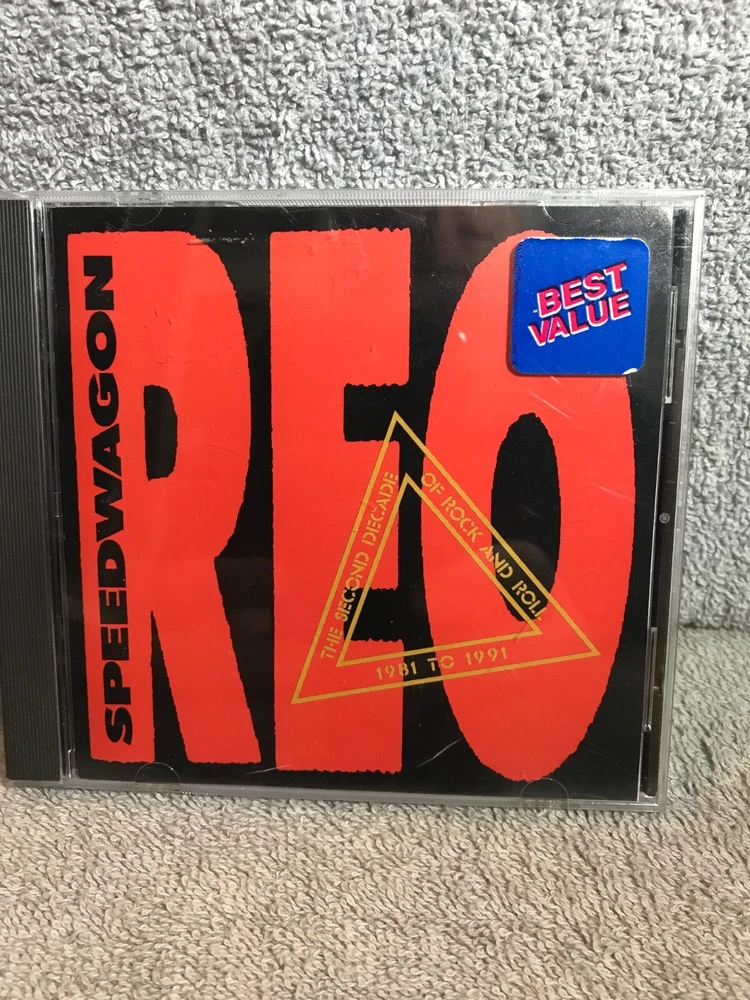 REO
SPEEDWAGON
BEST
VALUE
THE SECOND DECADE
OF ROCK AND ROLL
1981 TO 1991